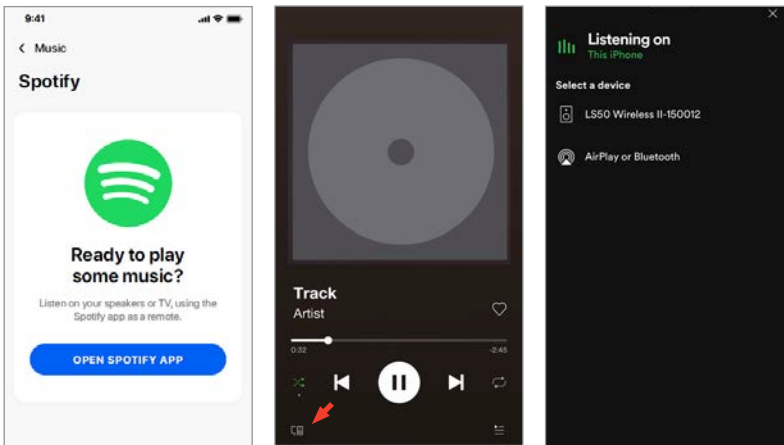 9:41
Music
Spotify
Ready to play
some music?
Listen on your speakers or TV, using the
Spotify app as a remote.
OPEN SPOTIFY APP
Track
Artist
0:32
-2:45
Listening on
This iPhone
Select a device
LS50 Wireless II-150012
AirPlay or Bluetooth